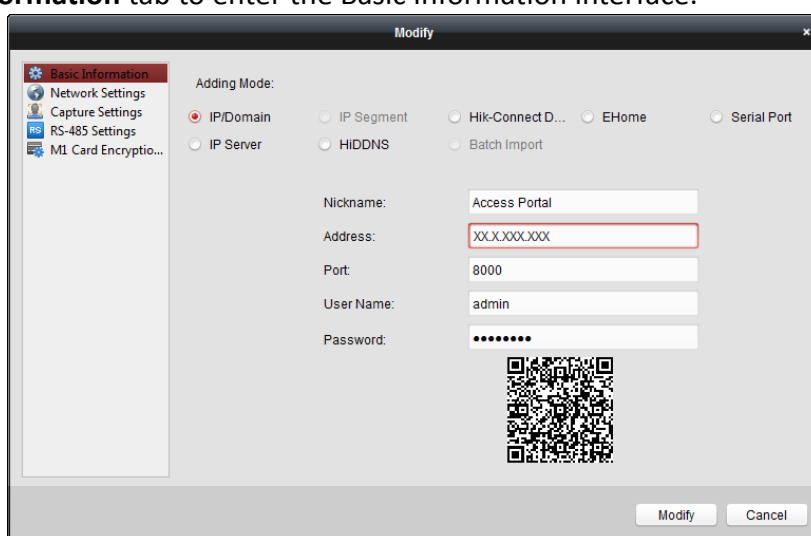 ormation tab to enter the Basic Information interface.
Modify
×
Basic Information
Network Settings
Capture Settings
RS RS-485 Settings
M1 Card Encryptio...
Adding Mode:
IP/Domain IP Segment Hik-Connect D... EHome Serial Port
IP Server HiDDNS Batch Import
Nickname: Access Portal
Address: XX.X.XXX.XXX
Port: 8000
User Name: admin
Password: ••••••••
Modify Cancel